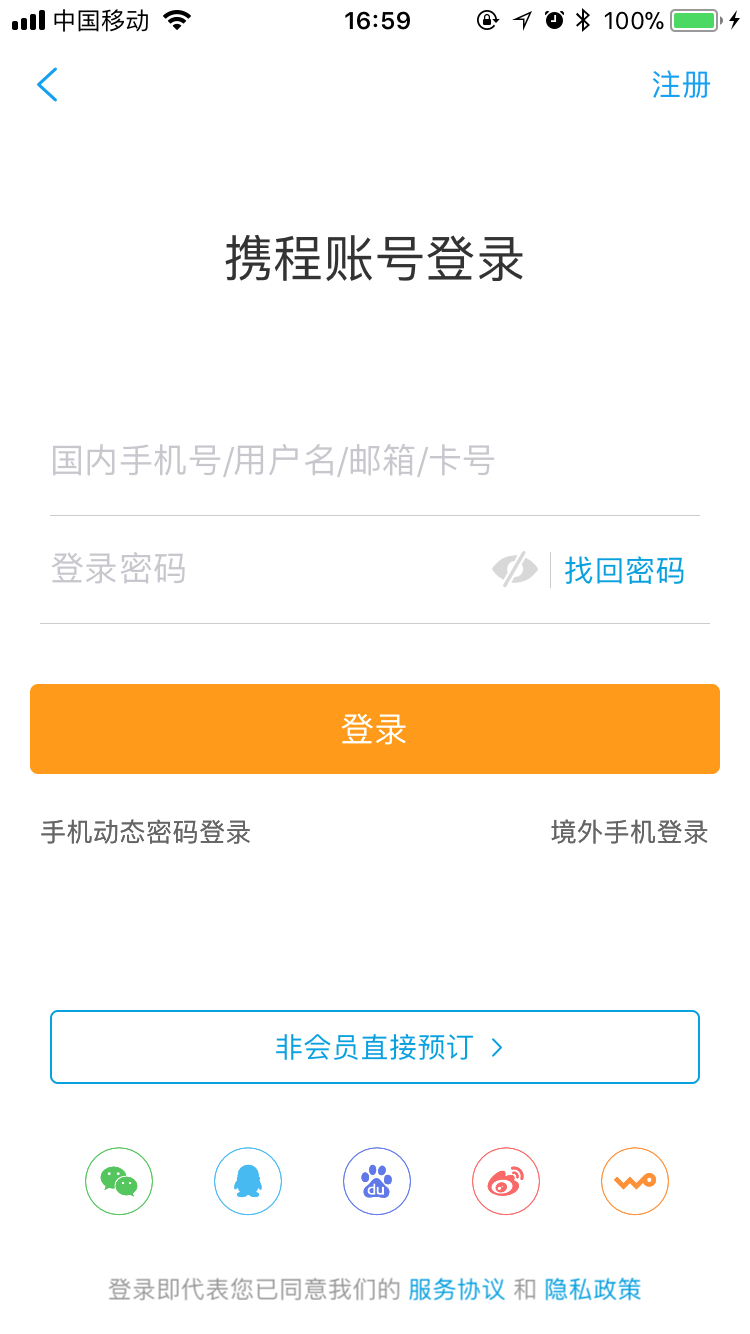 中国移动 16:59 100%
注册
携程账号登录
国内手机号/用户名/邮箱/卡号
登录密码 找回密码
登录
手机动态密码登录 境外手机登录
非会员直接预订
du
登录即代表您已同意我们的 服务协议 和 隐私政策